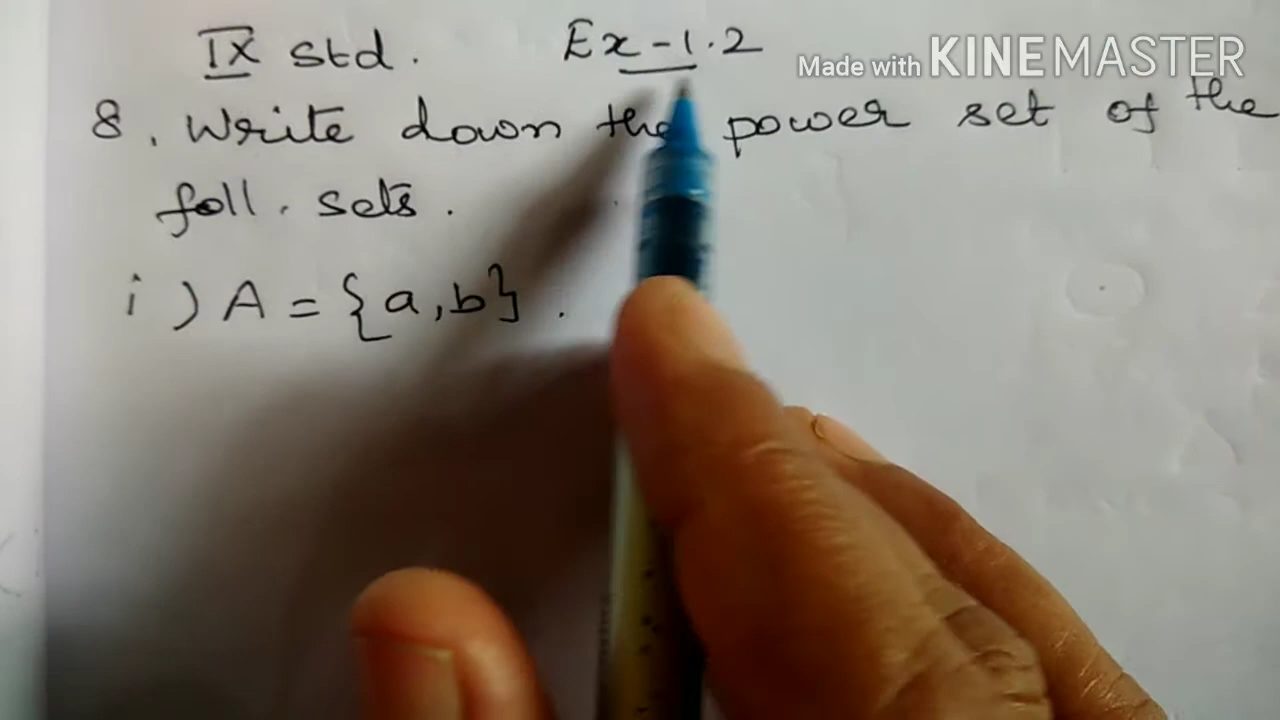 IX std. Ex-1.2
Made with KINEMASTER
8. Write down the power set of the
foll. sets.
i) A = {a,b}.